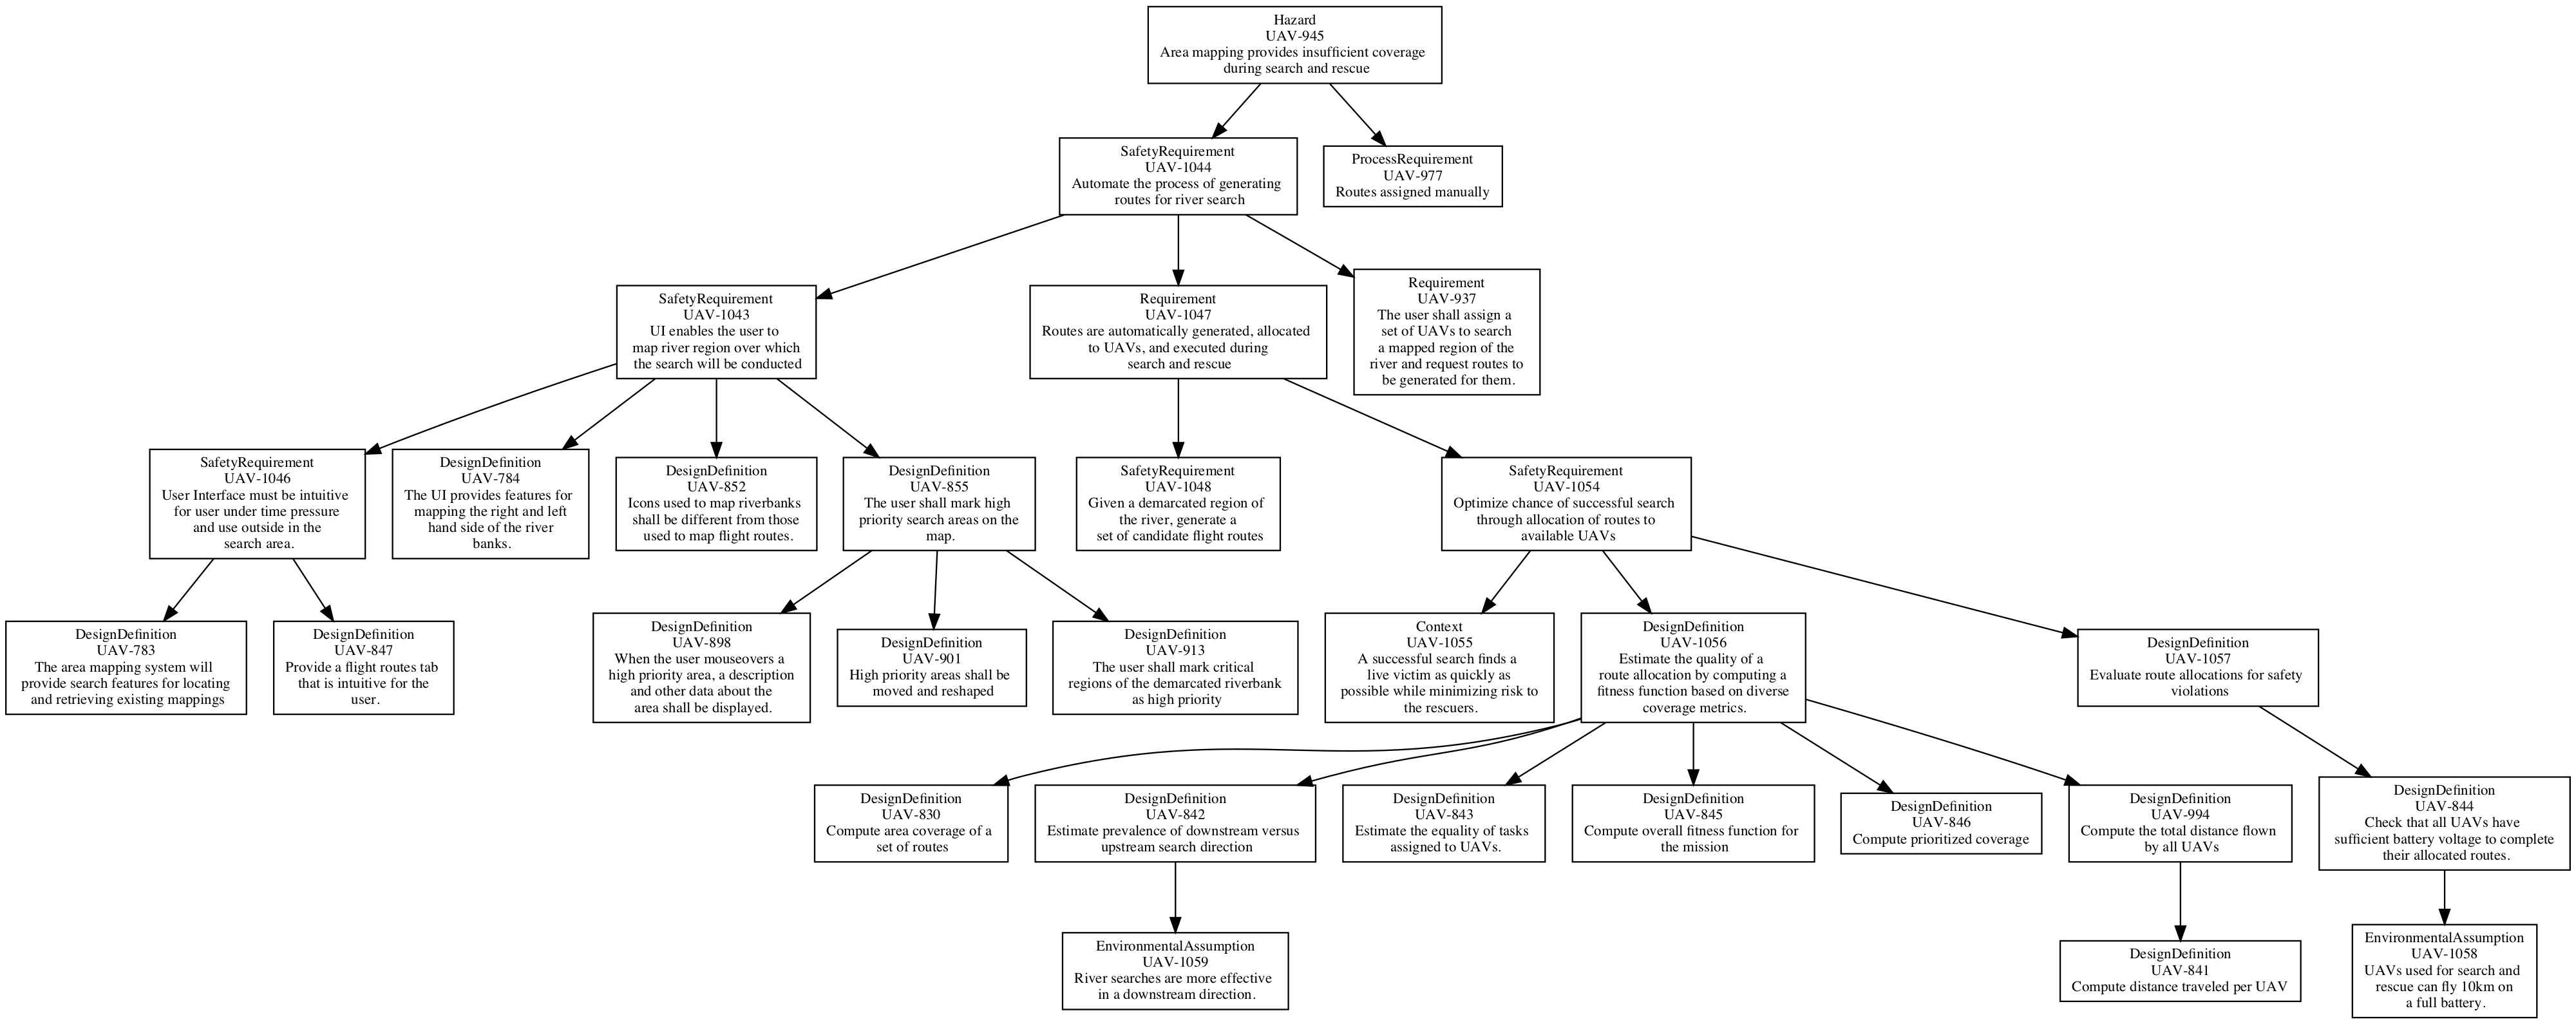 Hazard
UAV-945
Area mapping provides insufficient coverage
during search and rescue
SafetyRequirement
UAV-1044
Automate the process of generating
routes for river search
ProcessRequirement
UAV-977
Routes assigned manually
SafetyRequirement
UAV-1043
UI enables the user to
map river region over which
the search will be conducted
Requirement
UAV-1047
Routes are automatically generated, allocated
to UAVs, and executed during
search and rescue
Requirement
UAV-937
The user shall assign a
set of UAVs to search
a mapped region of the
river and request routes to
be generated for them.
SafetyRequirement
UAV-1046
User Interface must be intuitive
for user under time pressure
and use outside in the
search area.
DesignDefinition
UAV-784
The UI provides features for
mapping the right and left
hand side of the river
banks.
DesignDefinition
UAV-852
Icons used to map riverbanks
shall be different from those
used to map flight routes.
DesignDefinition
UAV-855
The user shall mark high
priority search areas on the
map.
SafetyRequirement
UAV-1048
Given a demarcated region of
the river, generate a
set of candidate flight routes
SafetyRequirement
UAV-1054
Optimize chance of successful search
through allocation of routes to
available UAVs
DesignDefinition
UAV-783
The area mapping system will
provide search features for locating
and retrieving existing mappings
DesignDefinition
UAV-847
Provide a flight routes tab
that is intuitive for the
user.
DesignDefinition
UAV-898
When the user mouseovers a
high priority area, a description
and other data about the
area shall be displayed.
DesignDefinition
UAV-901
High priority areas shall be
moved and reshaped
DesignDefinition
UAV-913
The user shall mark critical
regions of the demarcated riverbank
as high priority
Context
UAV-1055
A successful search finds a
live victim as quickly as
possible while minimizing risk to
the rescuers.
DesignDefinition
UAV-1056
Estimate the quality of a
route allocation by computing a
fitness function based on diverse
coverage metrics.
DesignDefinition
UAV-1057
Evaluate route allocations for safety
violations
DesignDefinition
UAV-830
Compute area coverage of a
set of routes
DesignDefinition
UAV-842
Estimate prevalence of downstream versus
upstream search direction
DesignDefinition
UAV-843
Estimate the equality of tasks
assigned to UAVs.
DesignDefinition
UAV-845
Compute overall fitness function for
the mission
DesignDefinition
UAV-846
Compute prioritized coverage
DesignDefinition
UAV-994
Compute the total distance flown
by all UAVs
DesignDefinition
UAV-844
Check that all UAVs have
sufficient battery voltage to complete
their allocated routes.
EnvironmentalAssumption
UAV-1059
River searches are more effective
in a downstream direction.
DesignDefinition
UAV-841
Compute distance traveled per UAV
EnvironmentalAssumption
UAV-1058
UAVs used for search and
rescue can fly 10km on
a full battery.